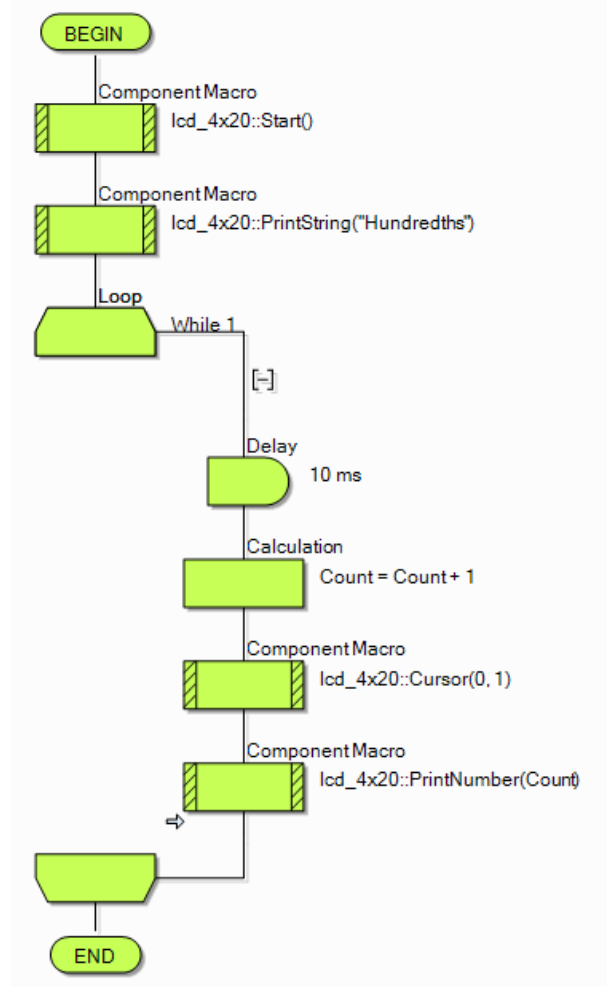 BEGIN
Component Macro
lcd_4x20::Start()
Component Macro
lcd_4x20::PrintString("Hundredths")
Loop
While 1
Delay
10 ms
Calculation
Count = Count + 1
Component Macro
lcd_4x20::Cursor(0, 1)
Component Macro
lcd_4x20::PrintNumber(Count)
END